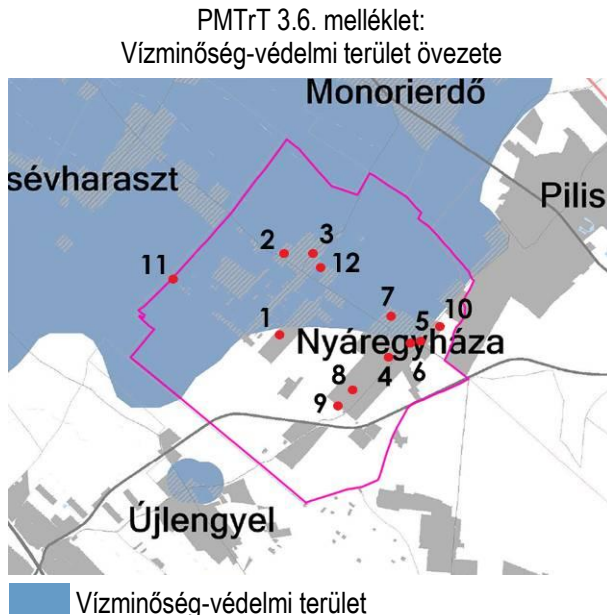 PMTrT 3.6. melléklet:
Vízminőség-védelmi terület övezete
Monorierdő
sévharaszt
Pilis
2
3
12
11
7
10
1
5
Nyáregyháza
4
6
8
9
Újlengyel
Vízminőség-védelmi terület